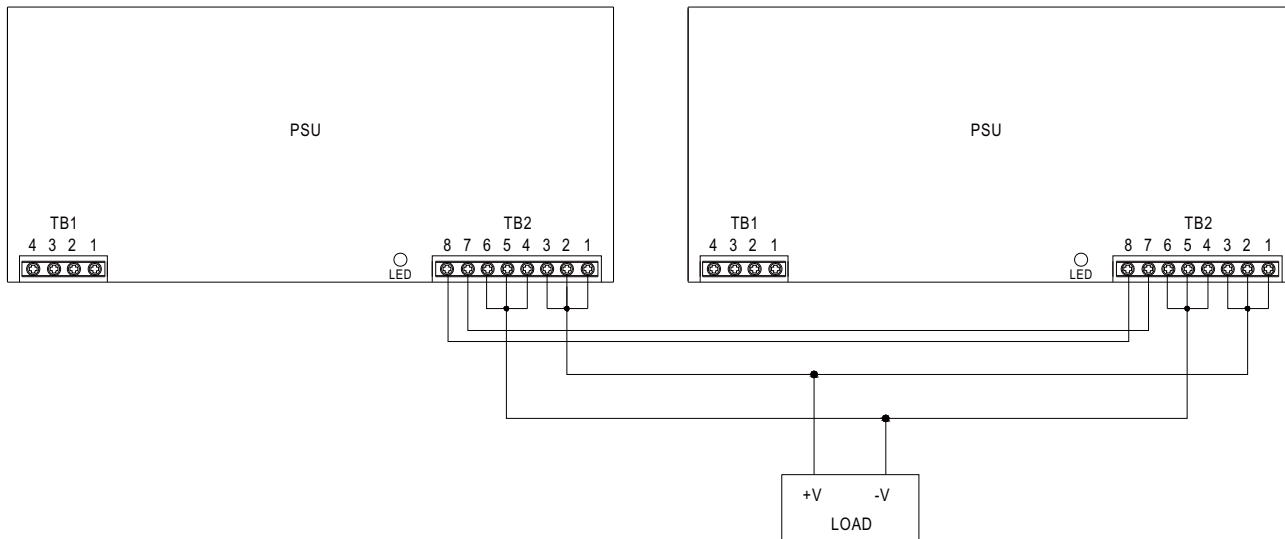 PSU PSU
TB1 TB2 TB1 TB2
4 3 2 1 8 7 6 5 4 3 2 1 4 3 2 1 8 7 6 5 4 3 2 1
LED LED
+V -V
LOAD